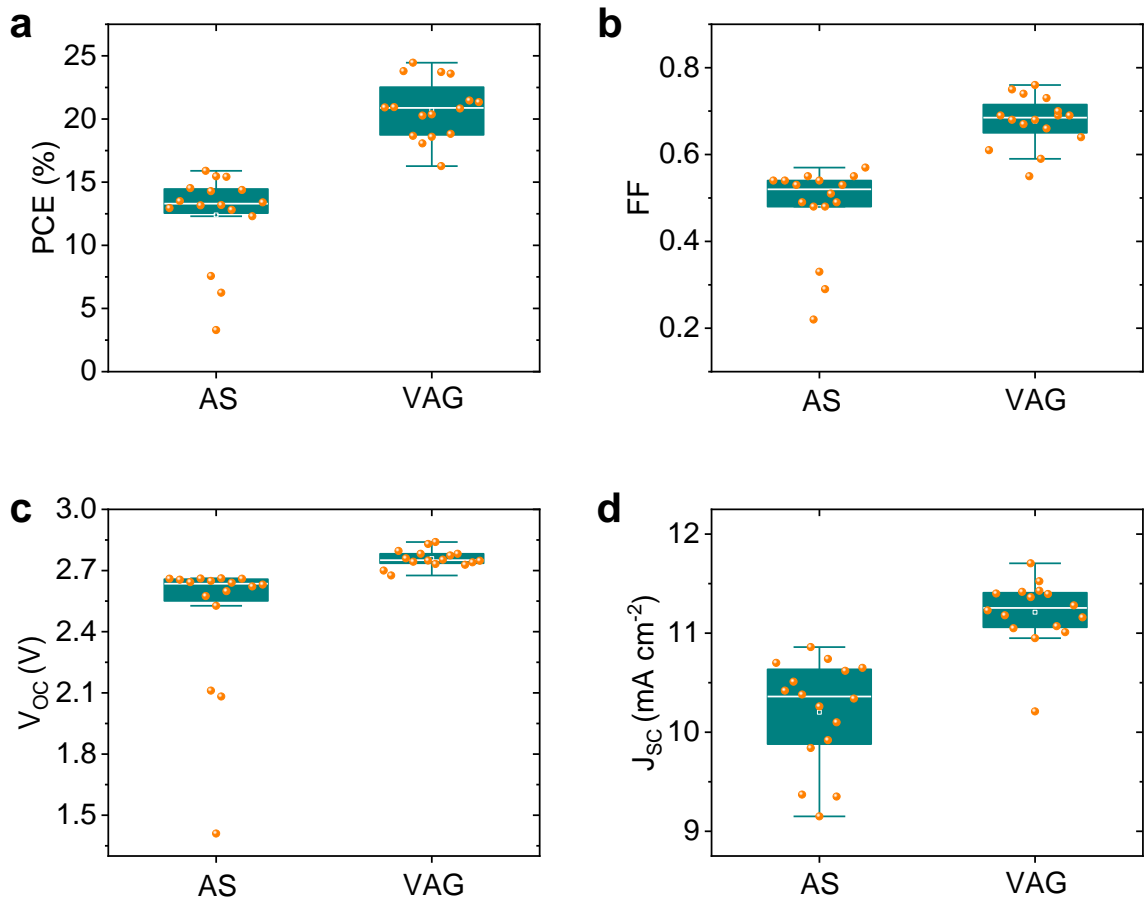 a
PCE (%)
25
20
15
10
5
0
AS
VAG
b
FF
0.8
0.6
0.4
0.2
AS
VAG
c
V_OC (V)
3.0
2.7
2.4
2.1
1.8
1.5
AS
VAG
d
J_SC (mA cm⁻²)
12
11
10
9
AS
VAG